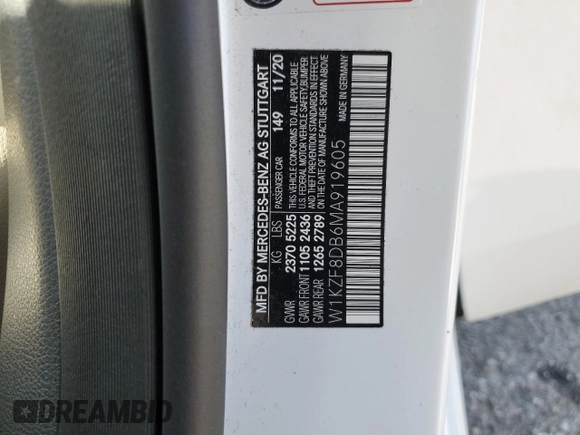 MFD BY MERCEDES-BENZ AG STUTTGART
PASSENGER CAR 149 11/20
KG LBS
GVWR 2370 5225
GAWR FRONT 1105 2436
GAWR REAR 1265 2789
THIS VEHICLE CONFORMS TO ALL APPLICABLE
U.S. FEDERAL MOTOR VEHICLE SAFETY, BUMPER
AND THEFT PREVENTION STANDARDS IN EFFECT
ON THE DATE OF MANUFACTURE SHOWN ABOVE
W1KZF8DB6MA919605
MADE IN GERMANY
DREAMBID